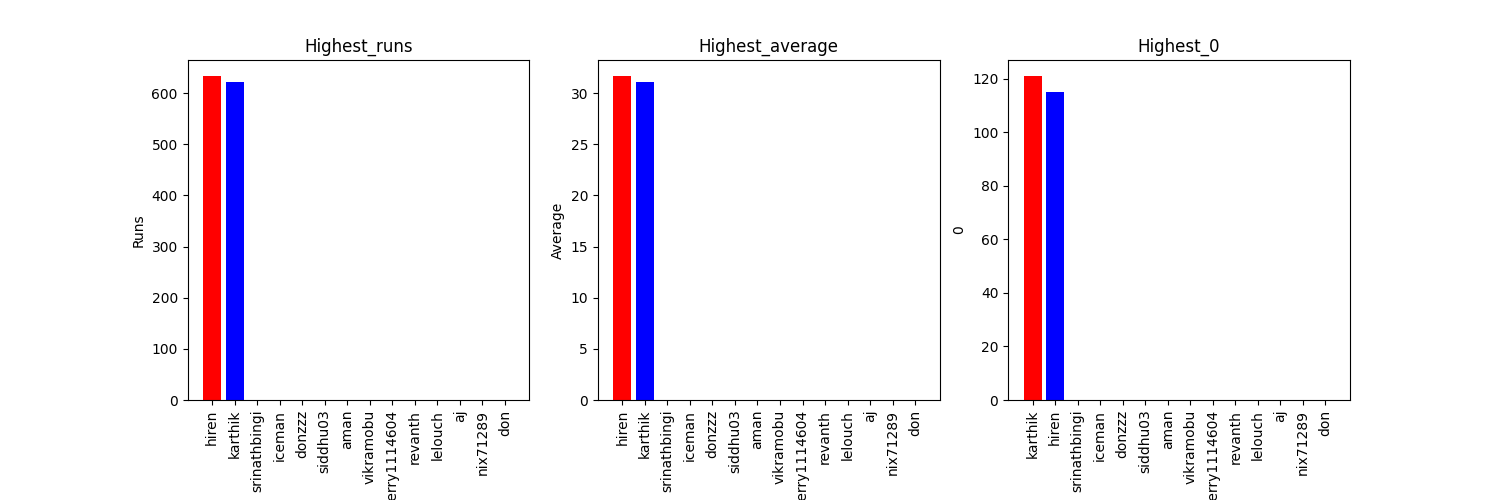 Highest_runs
Runs
600
500
400
300
200
100
0
hiren
karthik
srinathbingi
iceman
donzzz
siddhu03
aman
vikramobu
erry1114604
revanth
lelouch
aj
nix71289
don
Highest_average
Average
30
25
20
15
10
5
0
hiren
karthik
srinathbingi
iceman
donzzz
siddhu03
aman
vikramobu
erry1114604
revanth
lelouch
aj
nix71289
don
Highest_0
0
120
100
80
60
40
20
0
karthik
hiren
srinathbingi
iceman
donzzz
siddhu03
aman
vikramobu
erry1114604
revanth
lelouch
aj
nix71289
don